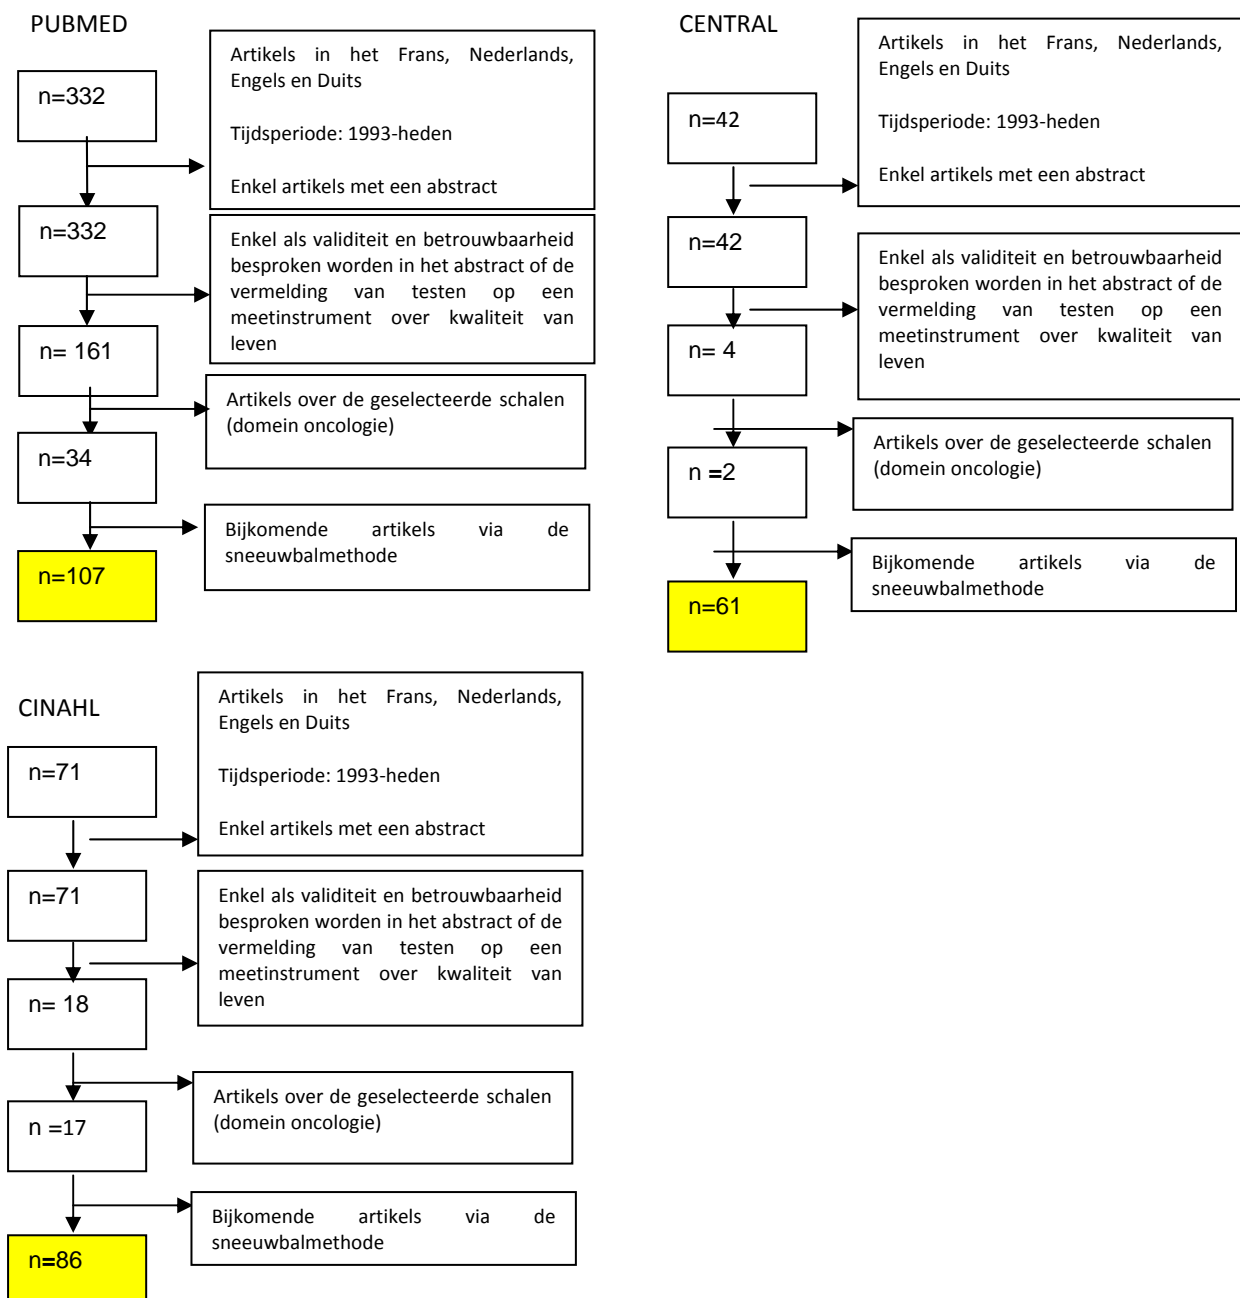 PUBMED
n=332
Artikels in het Frans, Nederlands,
Engels en Duits
Tijdsperiode: 1993-heden
Enkel artikels met een abstract
n=332
Enkel als validiteit en betrouwbaarheid
besproken worden in het abstract of de
vermelding van testen op een
meetinstrument over kwaliteit van
leven
n= 161
Artikels over de geselecteerde schalen
(domein oncologie)
n=34
Bijkomende artikels via de
sneeuwbalmethode
n=107
CENTRAL
n=42
Artikels in het Frans, Nederlands,
Engels en Duits
Tijdsperiode: 1993-heden
Enkel artikels met een abstract
n=42
Enkel als validiteit en betrouwbaarheid
besproken worden in het abstract of de
vermelding van testen op een
meetinstrument over kwaliteit van
leven
n= 4
Artikels over de geselecteerde schalen
(domein oncologie)
n =2
Bijkomende artikels via de
sneeuwbalmethode
n=61
CINAHL
n=71
Artikels in het Frans, Nederlands,
Engels en Duits
Tijdsperiode: 1993-heden
Enkel artikels met een abstract
n=71
Enkel als validiteit en betrouwbaarheid
besproken worden in het abstract of de
vermelding van testen op een
meetinstrument over kwaliteit van
leven
n= 18
Artikels over de geselecteerde schalen
(domein oncologie)
n =17
Bijkomende artikels via de
sneeuwbalmethode
n=86